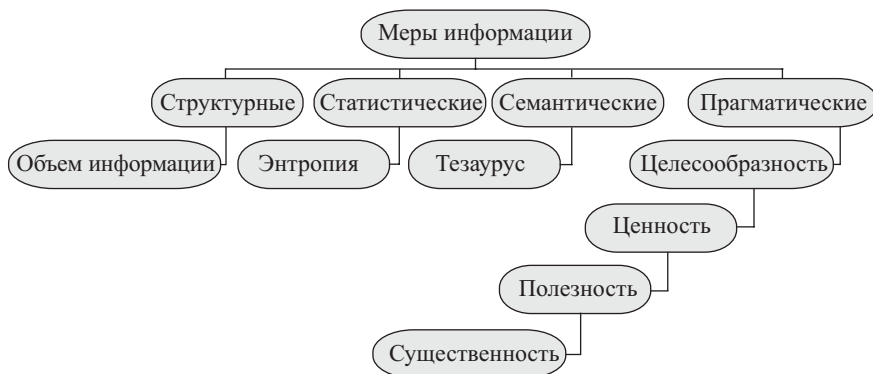 Меры информации
Структурные
Статистические
Семантические
Прагматические
Объем информации
Энтропия
Тезаурус
Целесообразность
Ценность
Полезность
Существенность